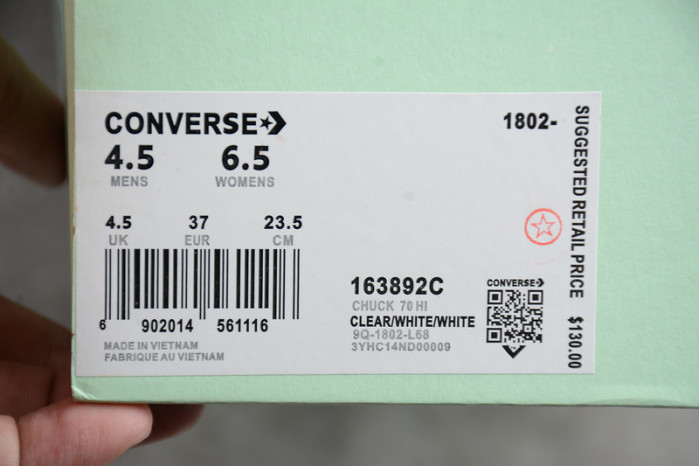 CONVERSE
1802-
4.5 6.5
MENS WOMENS
4.5 37 23.5
UK EUR CM
6 902014 561116
MADE IN VIETNAM
FABRIQUE AU VIETNAM
163892C
CHUCK 70 HI
CLEAR/WHITE/WHITE
9Q-1802-L68
3YHC14ND00009
CONVERSE
SUGGESTED RETAIL PRICE $130.00